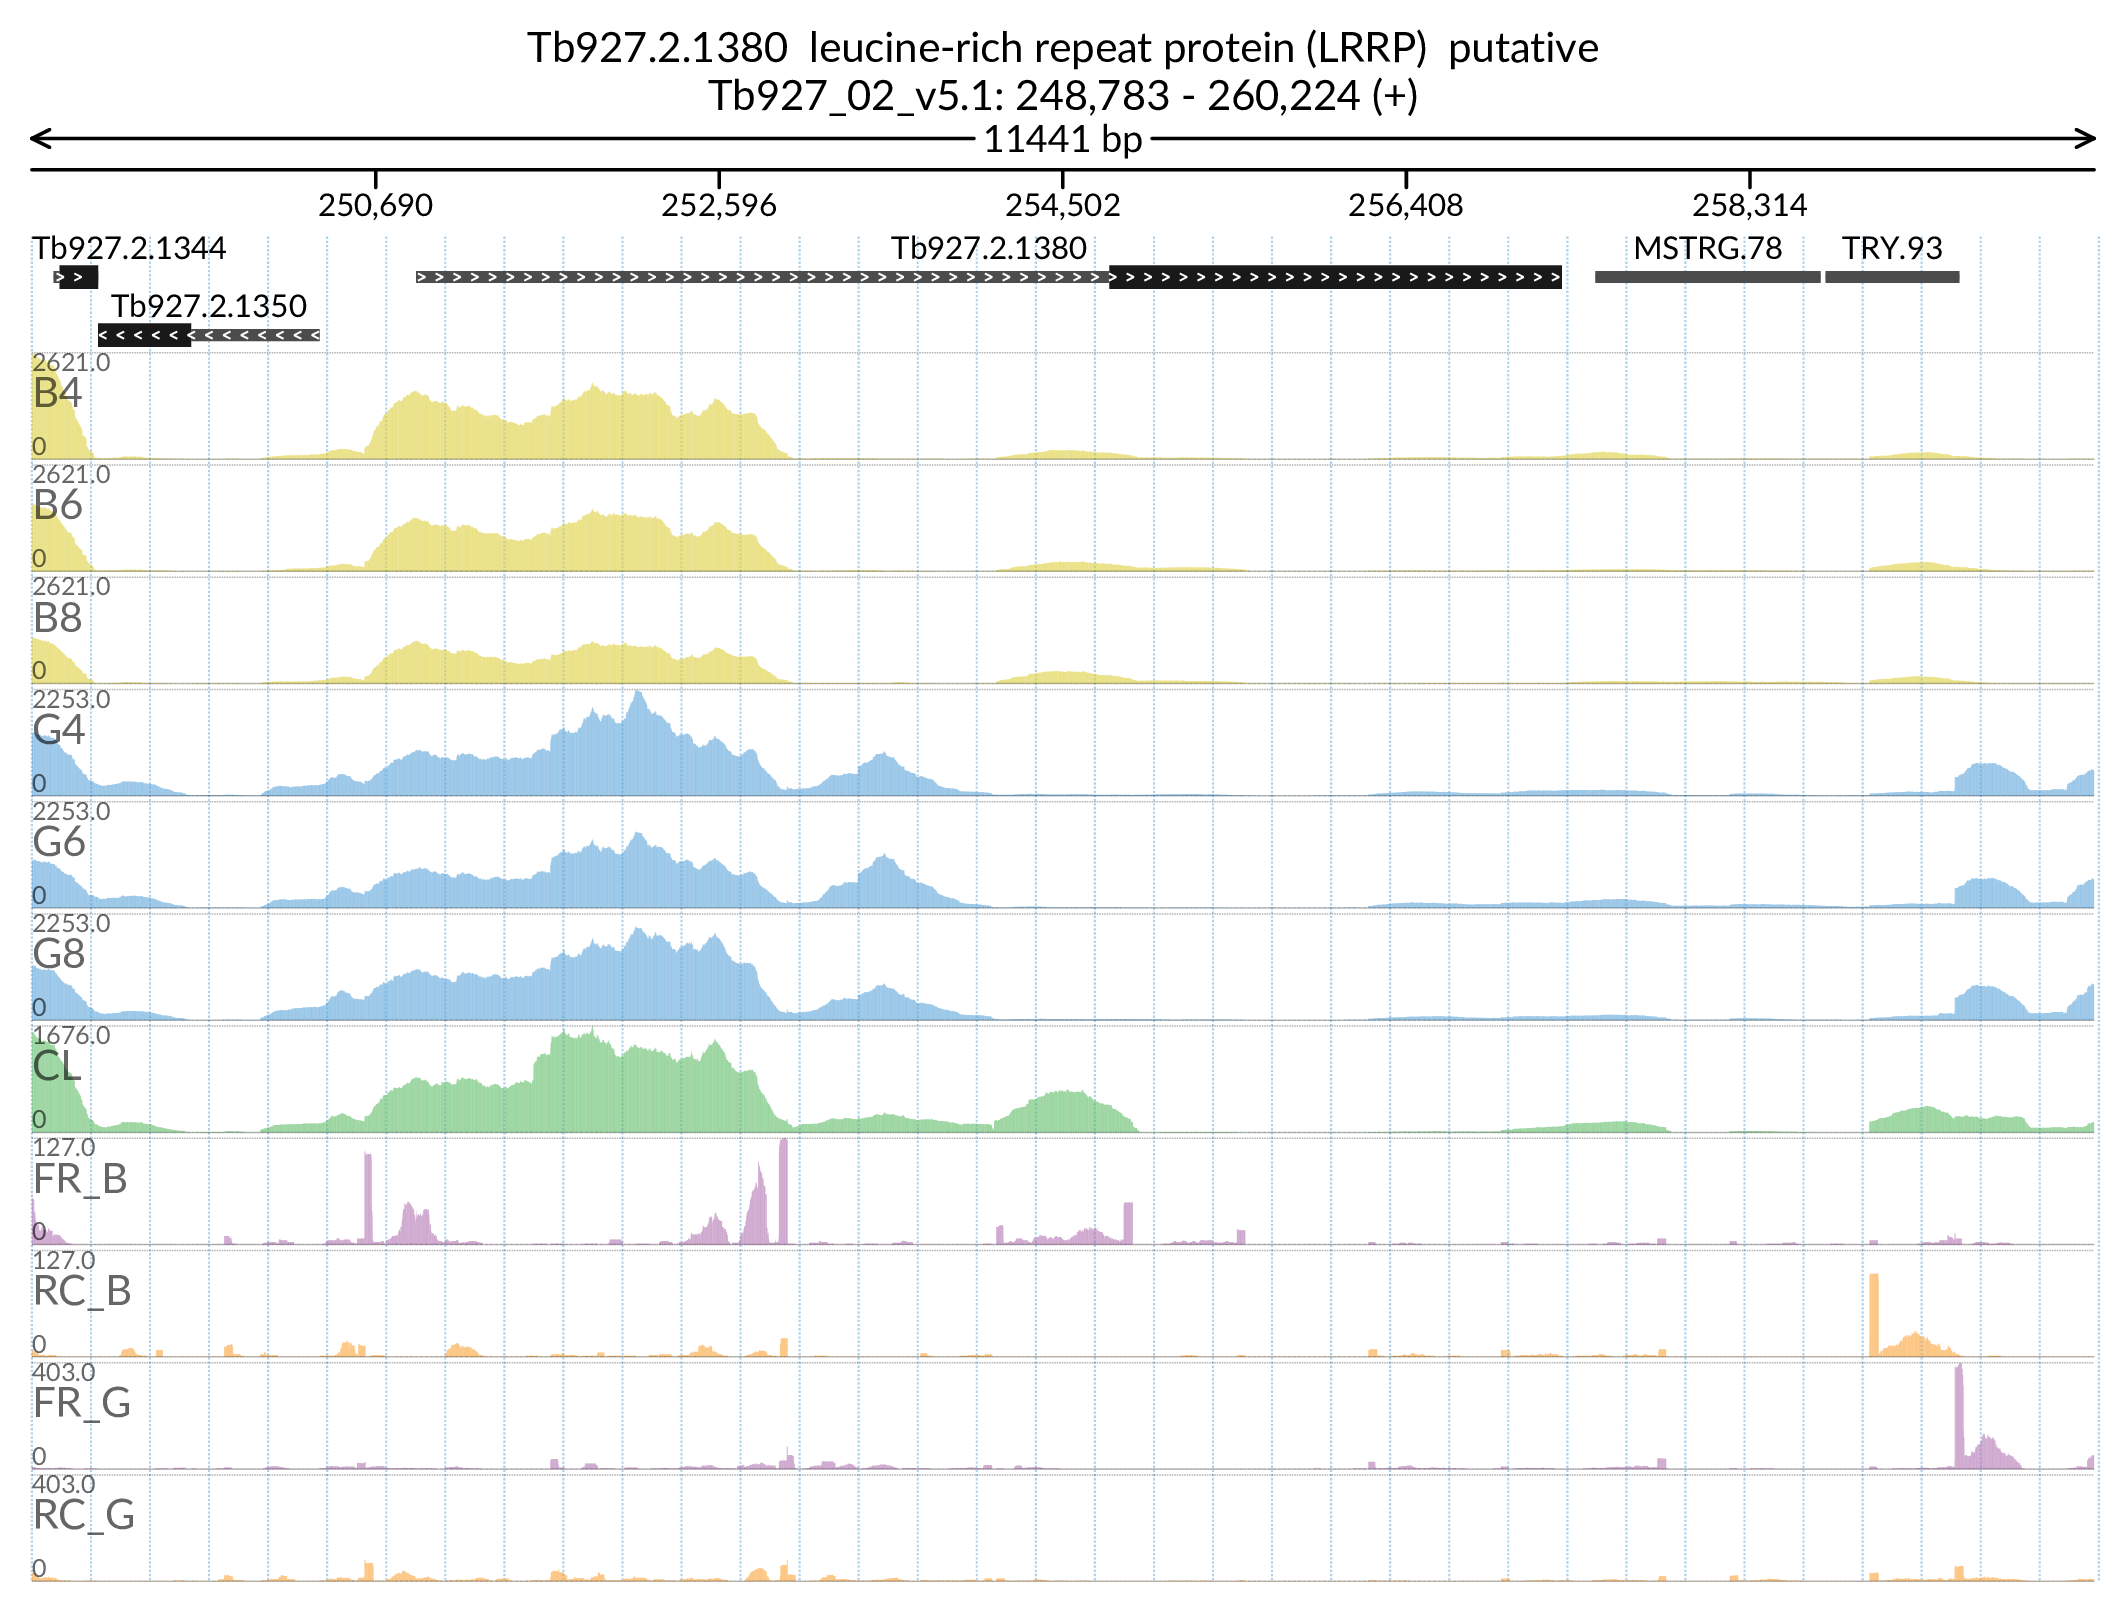 Tb927.2.1380 leucine-rich repeat protein (LRRP) putative
Tb927_02_v5.1: 248,783 - 260,224 (+)
11441 bp
250,690 252,596 254,502 256,408 258,314
Tb927.2.1344 Tb927.2.1380 MSTRG.78 TRY.93
Tb927.2.1350
2621.0
B4
0
2621.0
B6
0
2621.0
B8
0
2253.0
G4
0
2253.0
G6
0
2253.0
G8
0
1676.0
CL
0
127.0
FR_B
0
127.0
RC_B
0
403.0
FR_G
0
403.0
RC_G
0